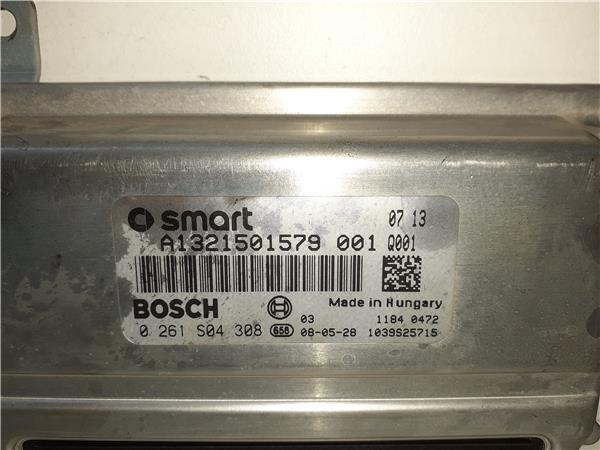 smart 07 13
A1321501579 001 Q001
BOSCH Made in Hungary
03 1184 0472
0 261 S04 308 656 08-05-28 1039S25715